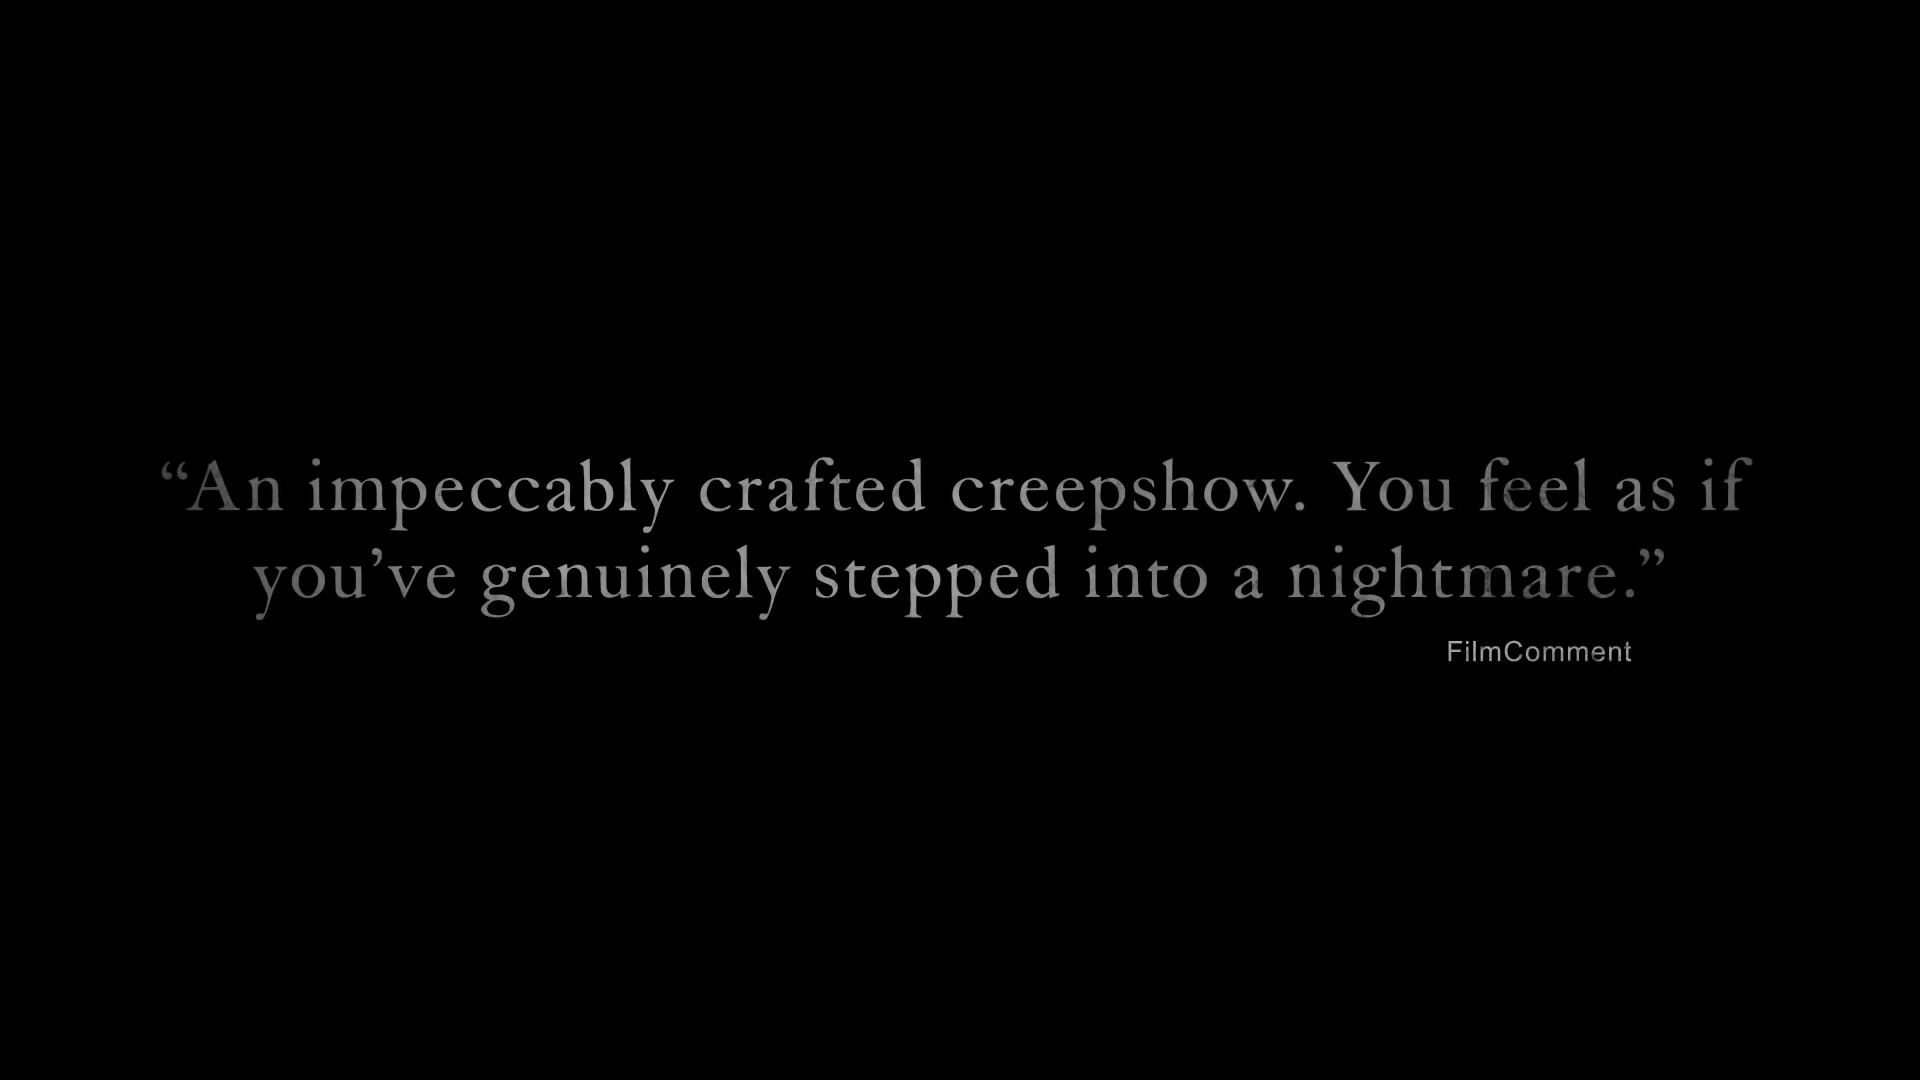 “An impeccably crafted creepshow. You feel as if
you’ve genuinely stepped into a nightmare.”
FilmComment